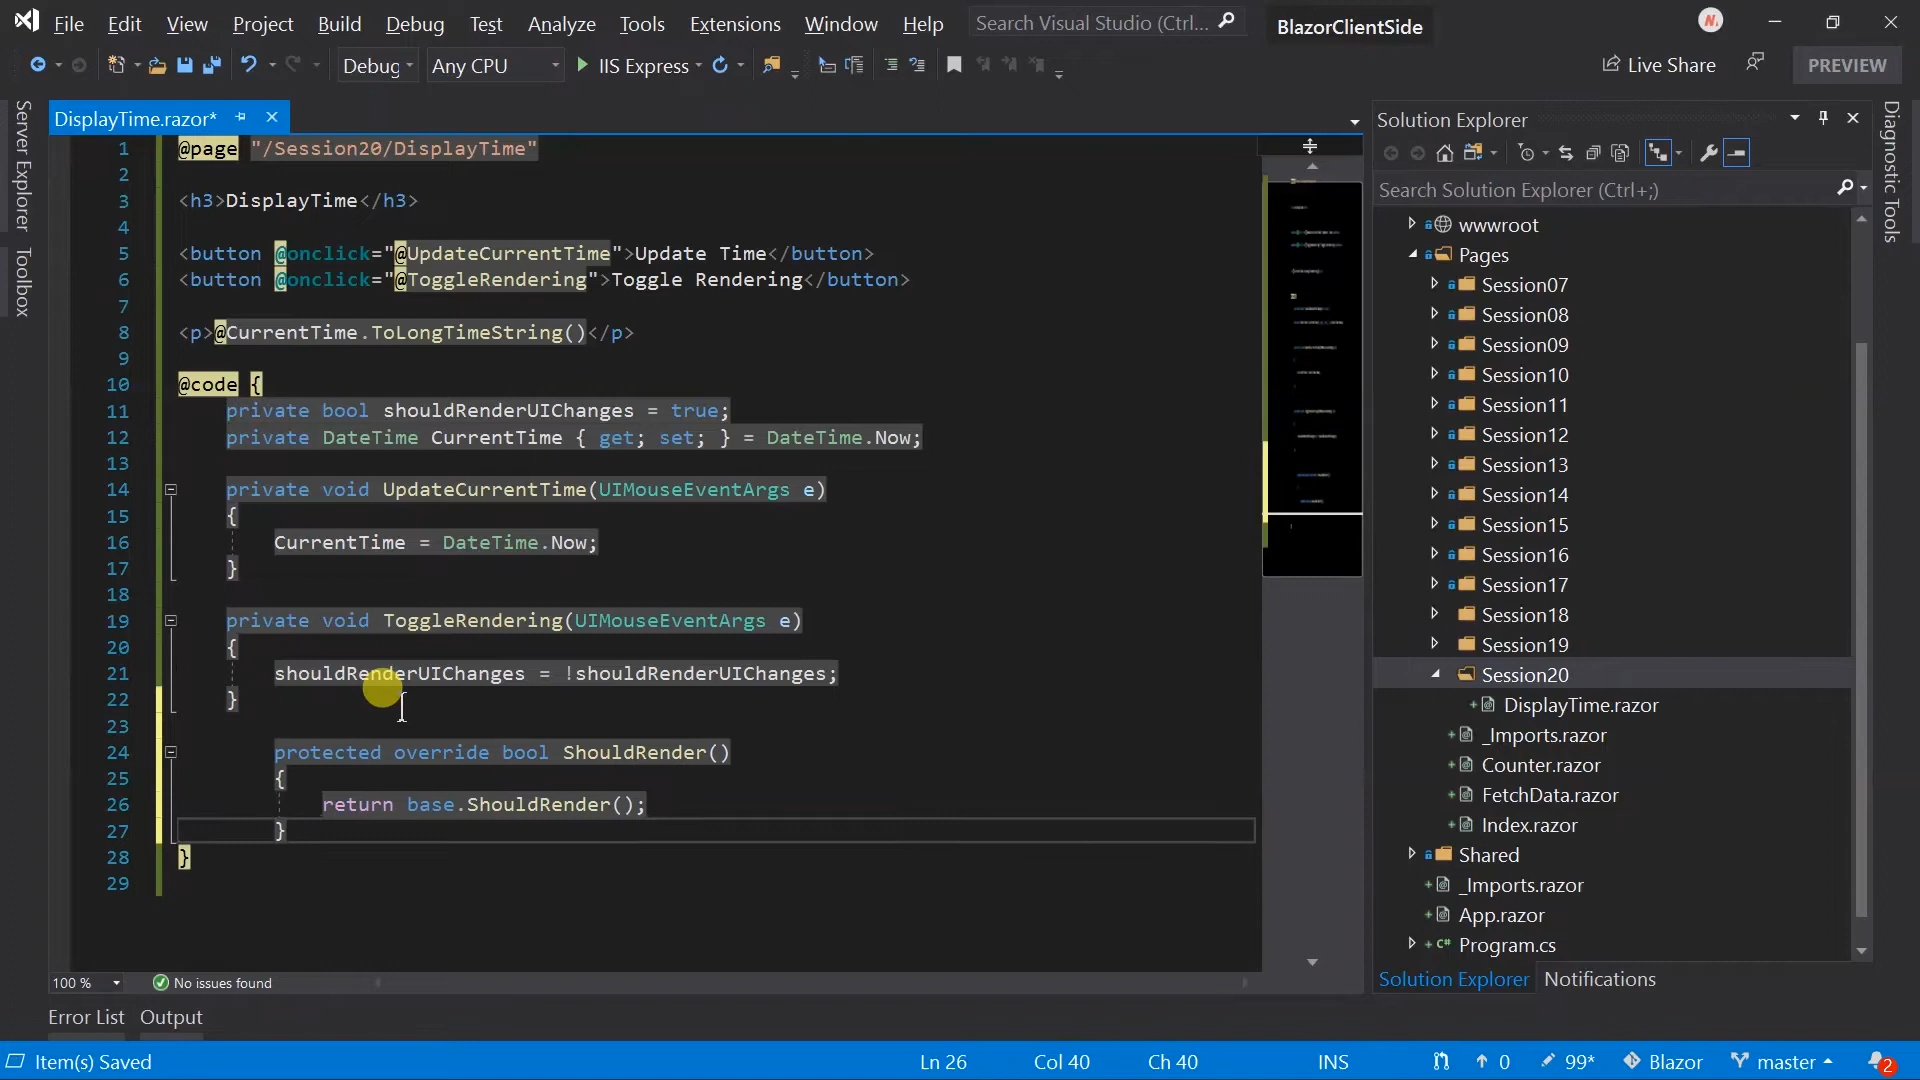 File Edit View Project Build Debug Test Analyze Tools Extensions Window Help Search Visual Studio (Ctrl... BlazorClientSide
Debug Any CPU IIS Express Live Share PREVIEW
Server Explorer
Toolbox
DisplayTime.razor*
1 @page "/Session20/DisplayTime"
2
3 <h3>DisplayTime</h3>
4
5 <button @onclick="@UpdateCurrentTime">Update Time</button>
6 <button @onclick="@ToggleRendering">Toggle Rendering</button>
7
8 <p>@CurrentTime.ToLongTimeString()</p>
9
10 @code {
11 private bool shouldRenderUIChanges = true;
12 private DateTime CurrentTime { get; set; } = DateTime.Now;
13
14 private void UpdateCurrentTime(UIMouseEventArgs e)
15 {
16 CurrentTime = DateTime.Now;
17 }
18
19 private void ToggleRendering(UIMouseEventArgs e)
20 {
21 shouldRenderUIChanges = !shouldRenderUIChanges;
22 }
23
24 protected override bool ShouldRender()
25 {
26 return base.ShouldRender();
27 }
28 }
29
100 % No issues found
Solution Explorer
Search Solution Explorer (Ctrl+;)
wwwroot
Pages
Session07
Session08
Session09
Session10
Session11
Session12
Session13
Session14
Session15
Session16
Session17
Session18
Session19
Session20
DisplayTime.razor
_Imports.razor
Counter.razor
FetchData.razor
Index.razor
Shared
_Imports.razor
App.razor
C# Program.cs
Solution Explorer Notifications
Diagnostic Tools
Error List Output
Item(s) Saved Ln 26 Col 40 Ch 40 INS 0 99* Blazor master 2